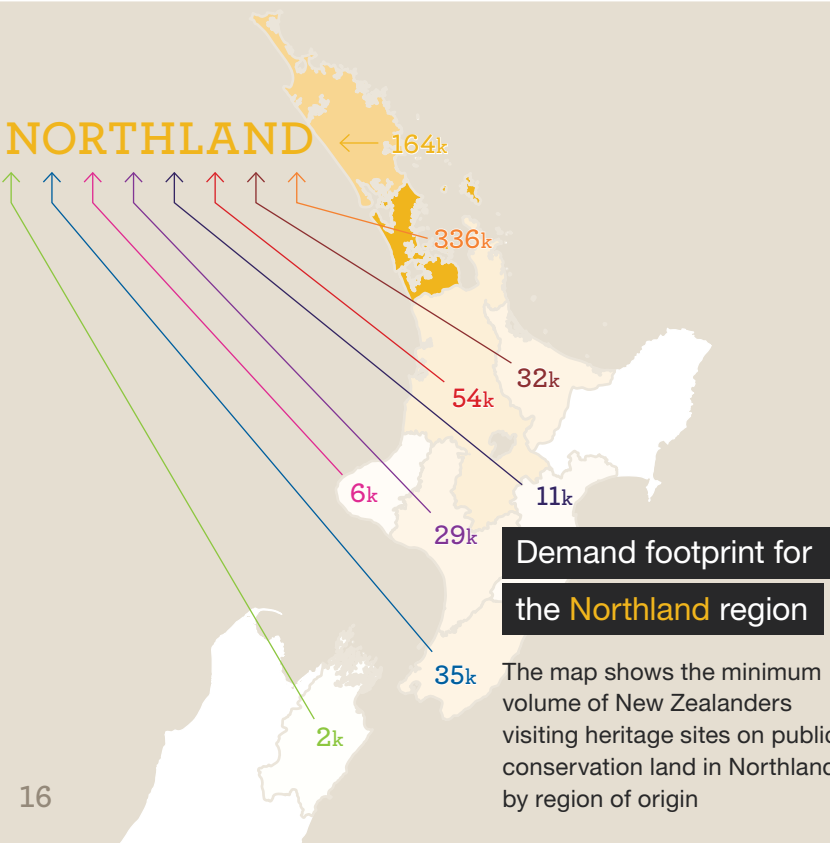 NORTHLAND
164k
336k
32k
54k
6k
11k
29k
Demand footprint for
the Northland region
35k
The map shows the minimum
volume of New Zealanders
visiting heritage sites on public
conservation land in Northland
by region of origin
2k
16